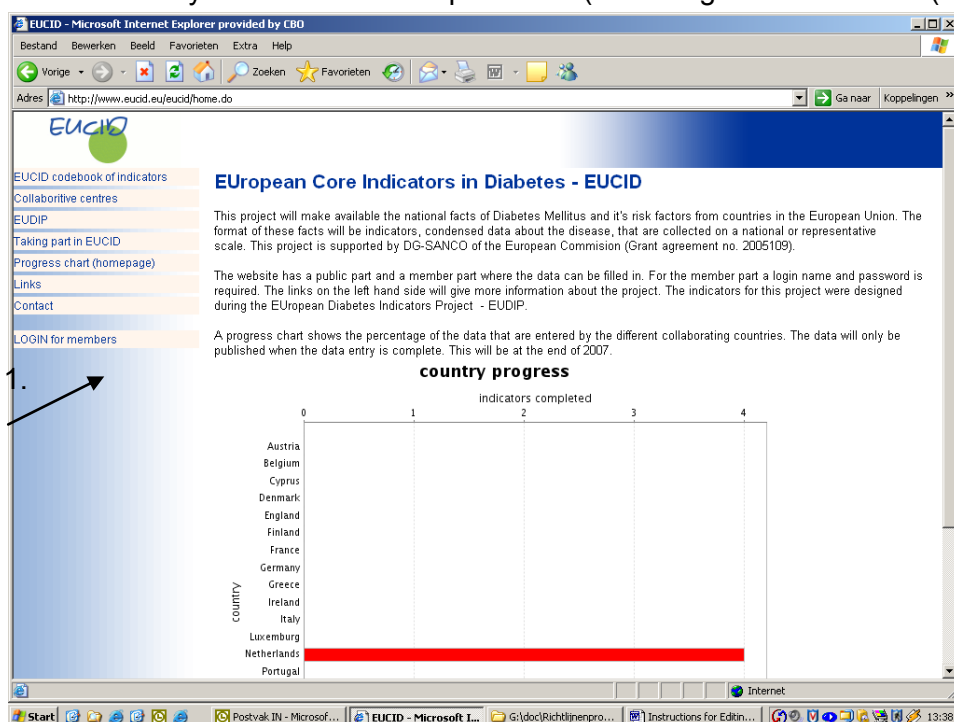 EUCID - Microsoft Internet Explorer provided by CBO
Bestand Bewerken Beeld Favorieten Extra Help
Vorige Zoeken Favorieten
Adres http://www.eucid.eu/eucid/home.do Ga naar Koppelingen »
EUCID
EUCID codebook of indicators
Collaboritive centres
EUDIP
Taking part in EUCID
Progress chart (homepage)
Links
Contact
LOGIN for members
1.
EUropean Core Indicators in Diabetes - EUCID
This project will make available the national facts of Diabetes Mellitus and it's risk factors from countries in the European Union. The
format of these facts will be indicators, condensed data about the disease, that are collected on a national or representative
scale. This project is supported by DG-SANCO of the European Commision (Grant agreement no. 2005109).
The website has a public part and a member part where the data can be filled in. For the member part a login name and password is
required. The links on the left hand side will give more information about the project. The indicators for this project were designed
during the EUropean Diabetes Indicators Project - EUDIP.
A progress chart shows the percentage of the data that are entered by the different collaborating countries. The data will only be
published when the data entry is complete. This will be at the end of 2007.
country progress
indicators completed
0 1 2 3 4
country
Austria
Belgium
Cyprus
Denmark
England
Finland
France
Germany
Greece
Ireland
Italy
Luxemburg
Netherlands
Portugal
Internet
Start Postvak IN - Microsof... EUCID - Microsoft I... G:\doc\Richtlijnenpro... Instructions for Editin... 13:38